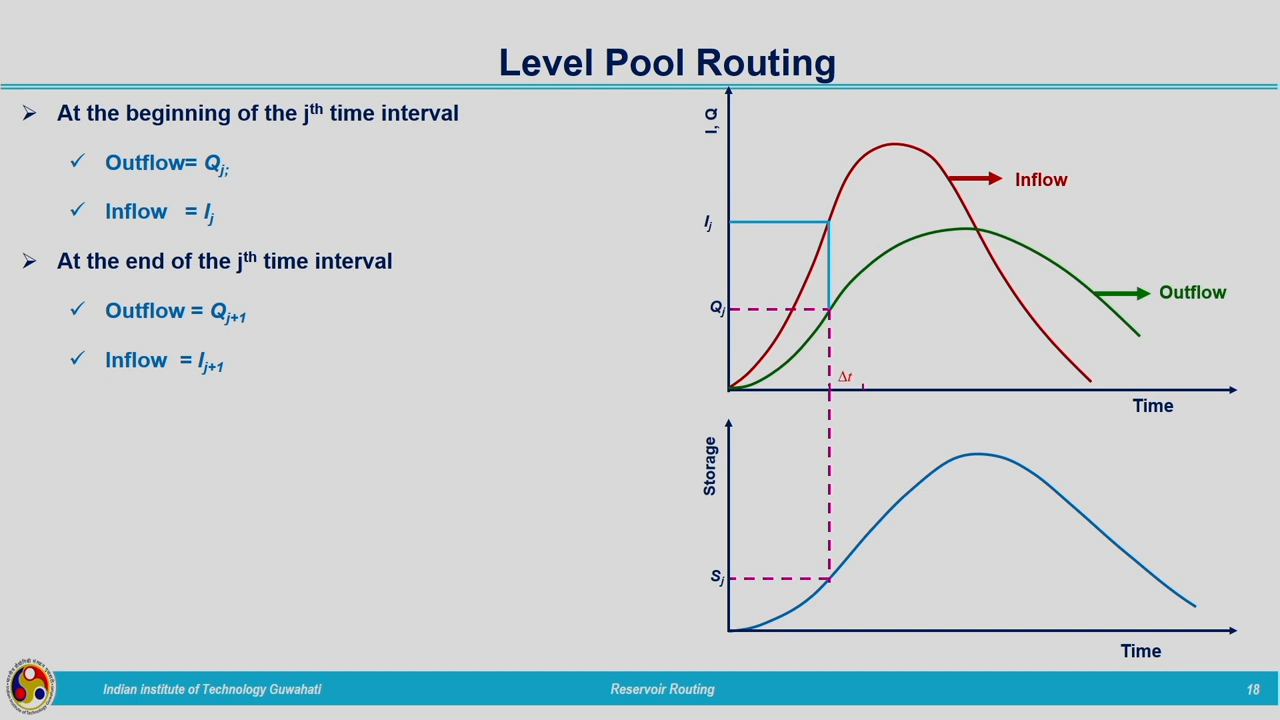 Level Pool Routing
➢ At the beginning of the jth time interval
✓ Outflow= Qj;
✓ Inflow = Ij
➢ At the end of the jth time interval
✓ Outflow = Qj+1
✓ Inflow = Ij+1
I, Q
Inflow
Ij
Outflow
Qj
Δt
Time
Storage
Sj
Time
Indian institute of Technology Guwahati
Reservoir Routing
18